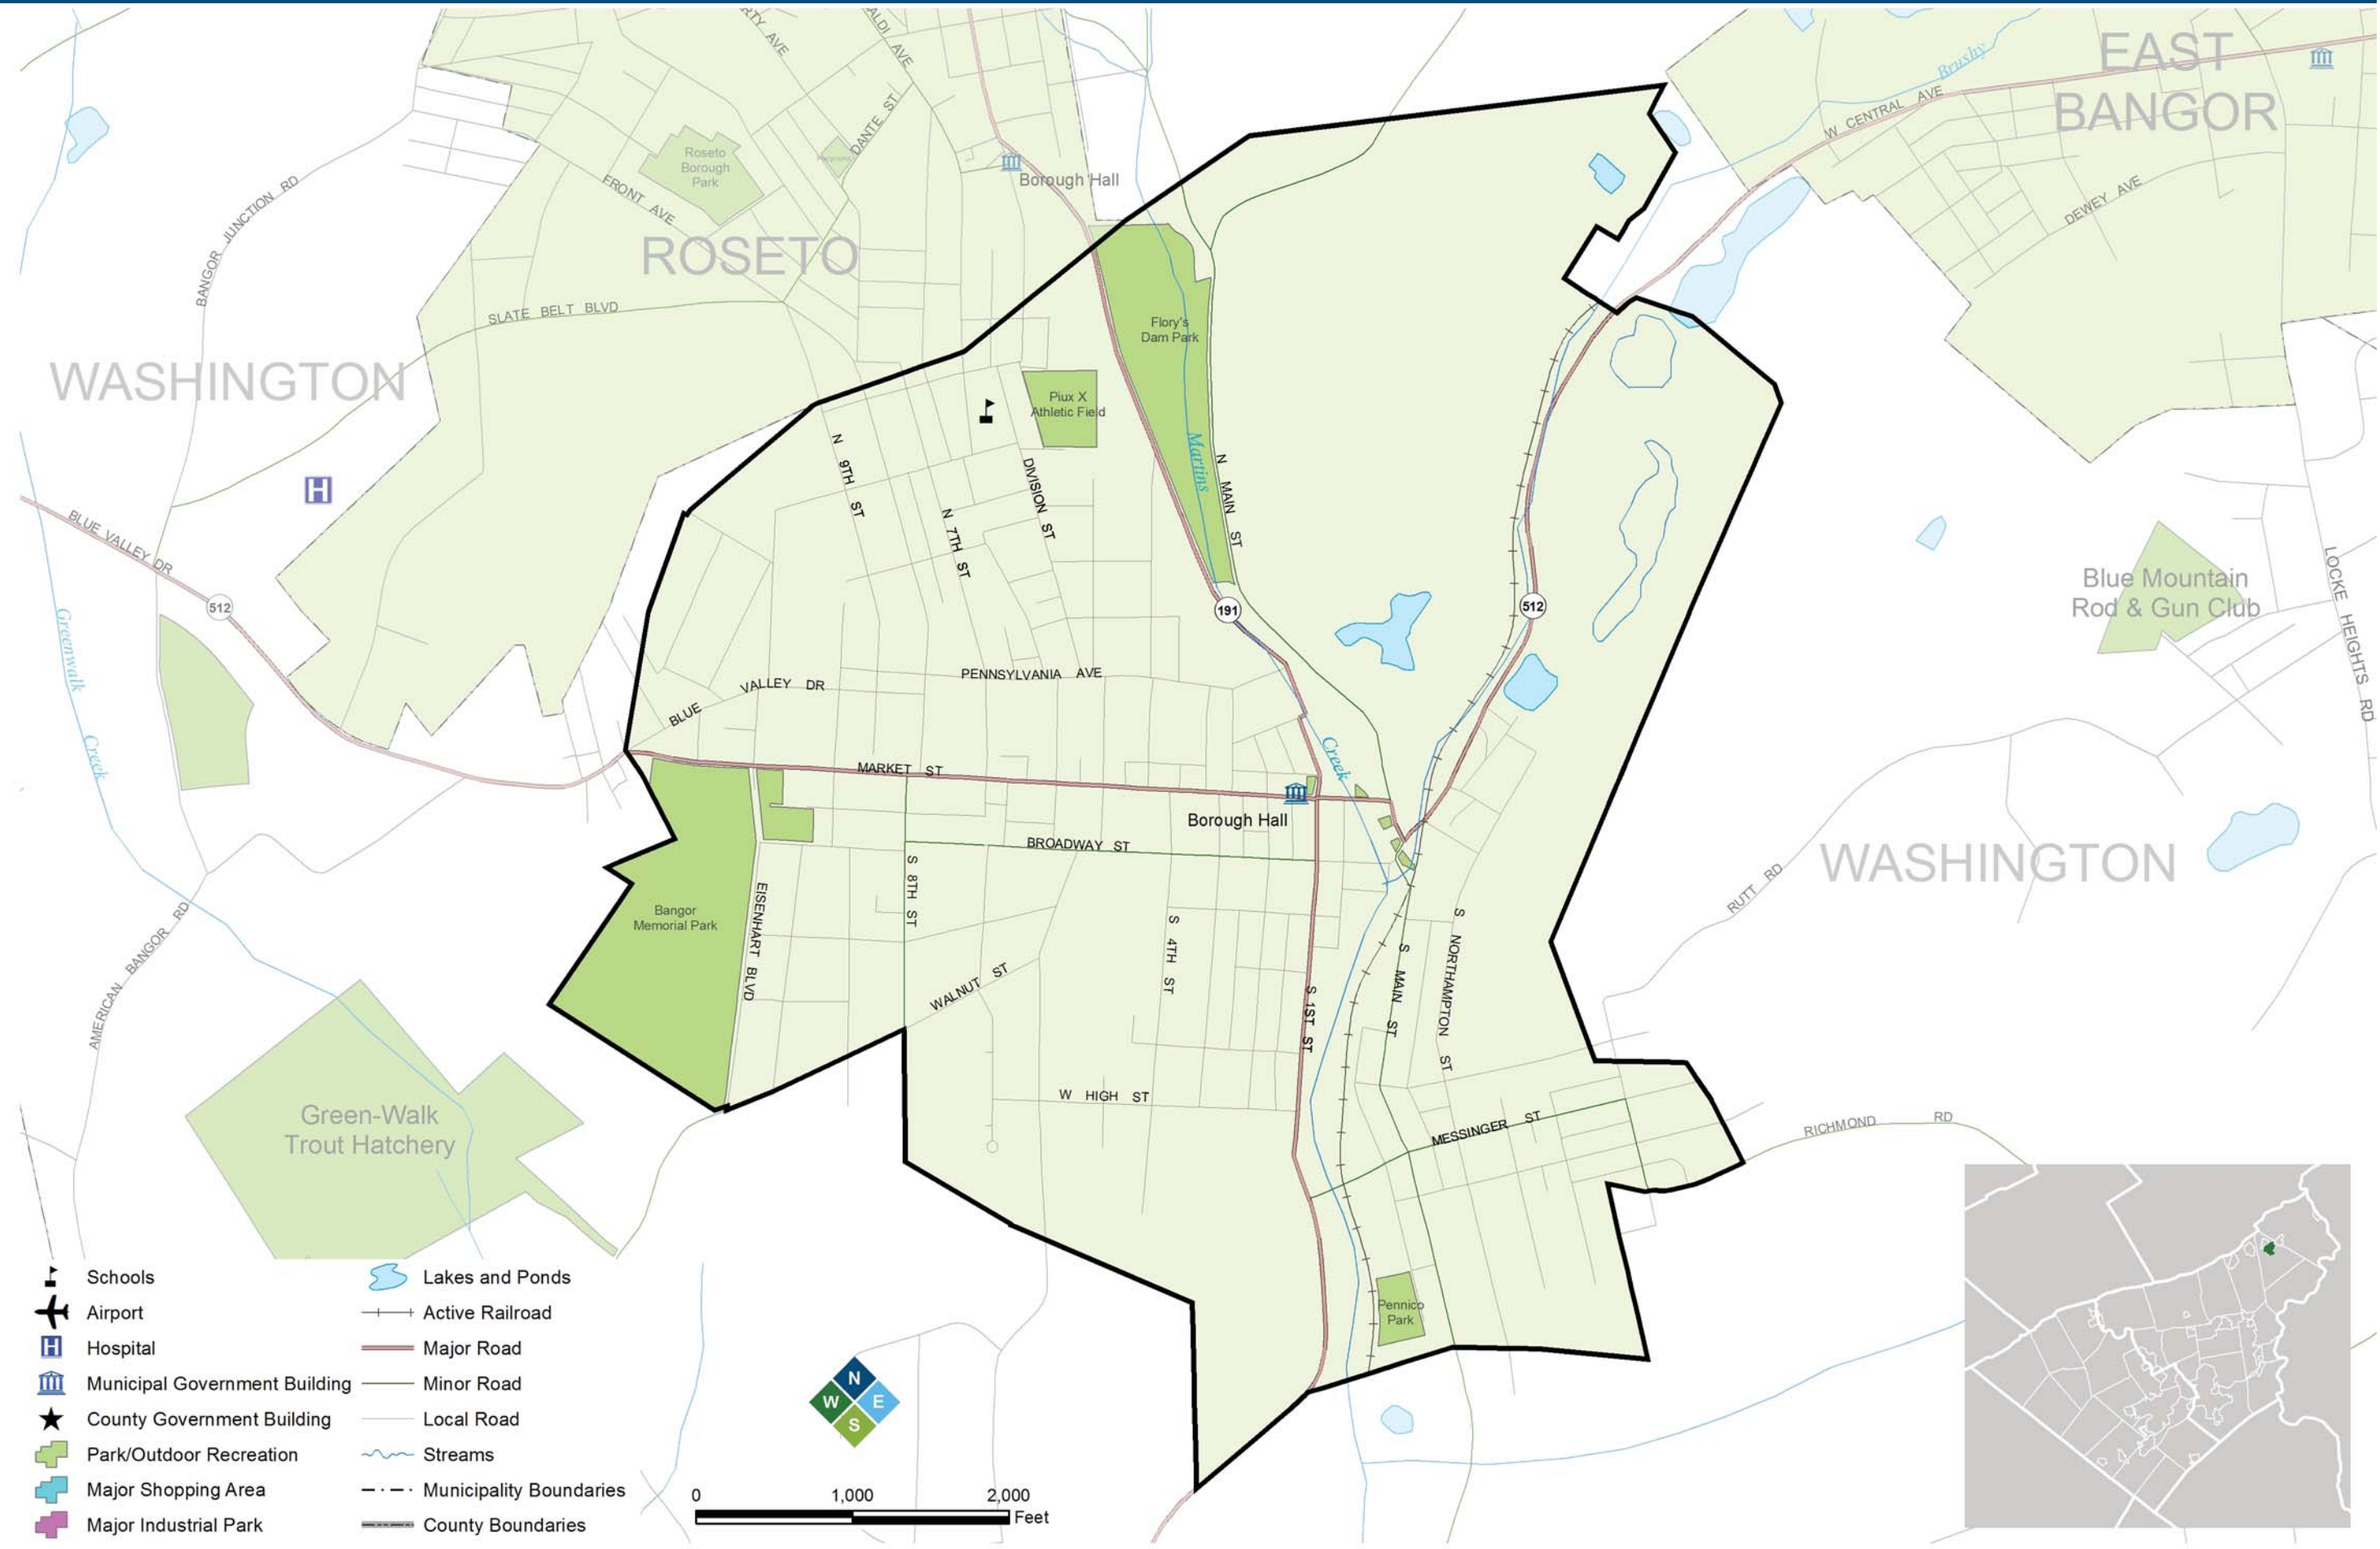 RTY AVE
ALDI AVE
DANTE ST
Roseto
Borough
Park
FRONT AVE
Borough Hall
ROSETO
BANGOR JUNCTION RD
SLATE BELT BLVD
WASHINGTON
EAST
BANGOR
Brushy
W CENTRAL AVE
DEWEY AVE
Flory's
Dam Park
Piux X
Athletic Field
Martins
N MAIN ST
N 9TH ST
N 7TH ST
DIVISION ST
BLUE VALLEY DR
512
191
512
Greenwalk
Creek
Blue Mountain
Rod & Gun Club
LOCKE HEIGHTS RD
PENNSYLVANIA AVE
BLUE VALLEY DR
Creek
MARKET ST
Borough Hall
BROADWAY ST
WASHINGTON
RUTT RD
Bangor
Memorial Park
EISENHART BLVD
S 8TH ST
WALNUT ST
S 4TH ST
S 1ST ST
S MAIN ST
S NORTHAMPTON ST
AMERICAN BANGOR RD
W HIGH ST
MESSINGER ST
RICHMOND RD
Green-Walk
Trout Hatchery
Pennico
Park
Schools
Airport
H Hospital
Municipal Government Building
County Government Building
Park/Outdoor Recreation
Major Shopping Area
Major Industrial Park
Lakes and Ponds
Active Railroad
Major Road
Minor Road
Local Road
Streams
Municipality Boundaries
County Boundaries
N
W E
S
0 1,000 2,000
Feet
H